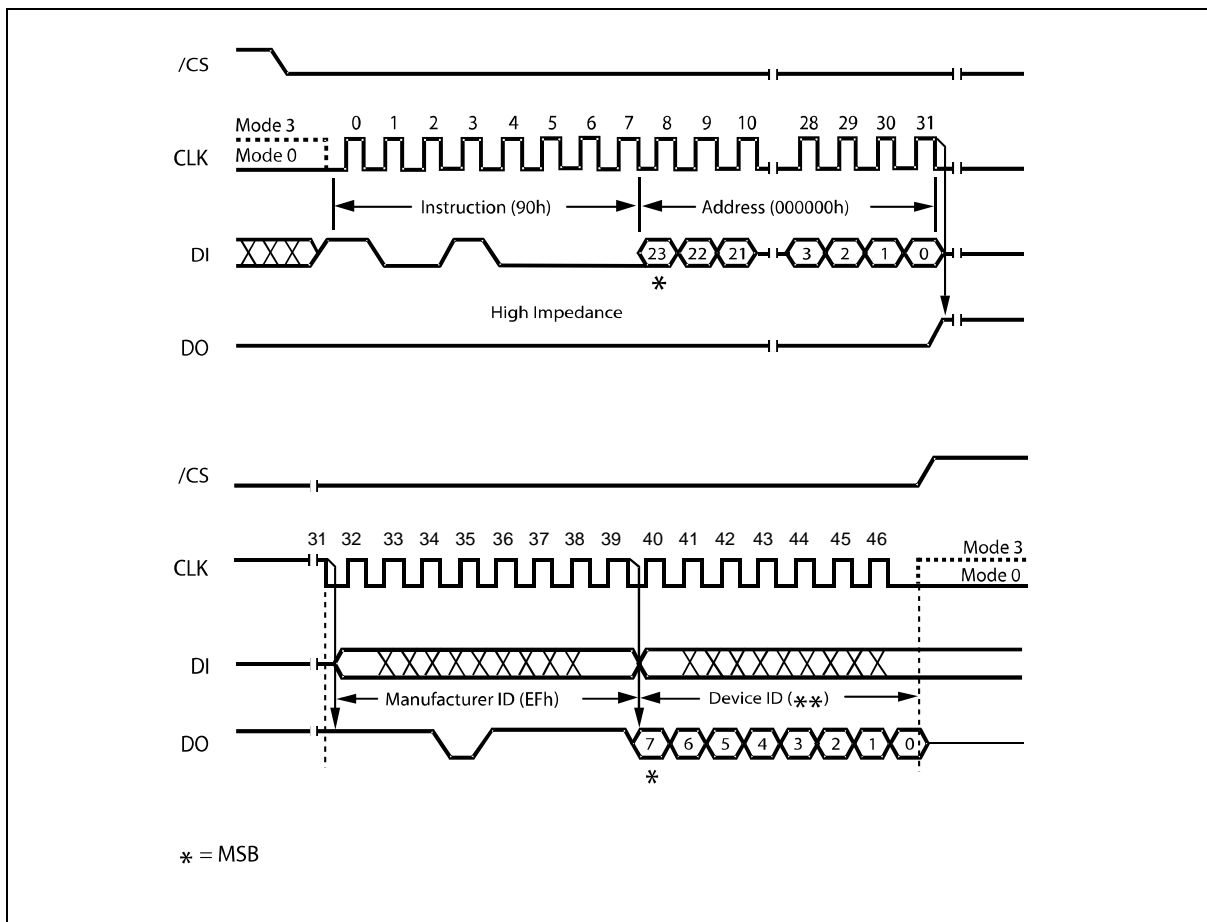 /CS
Mode 3
0 1 2 3 4 5 6 7 8 9 10 28 29 30 31
CLK
Mode 0
Instruction (90h)
Address (000000h)
DI
23 22 21 3 2 1 0
*
High Impedance
DO
/CS
31 32 33 34 35 36 37 38 39 40 41 42 43 44 45 46
Mode 3
CLK
Mode 0
DI
Manufacturer ID (EFh)
Device ID (**)
DO
7 6 5 4 3 2 1 0
*
* = MSB